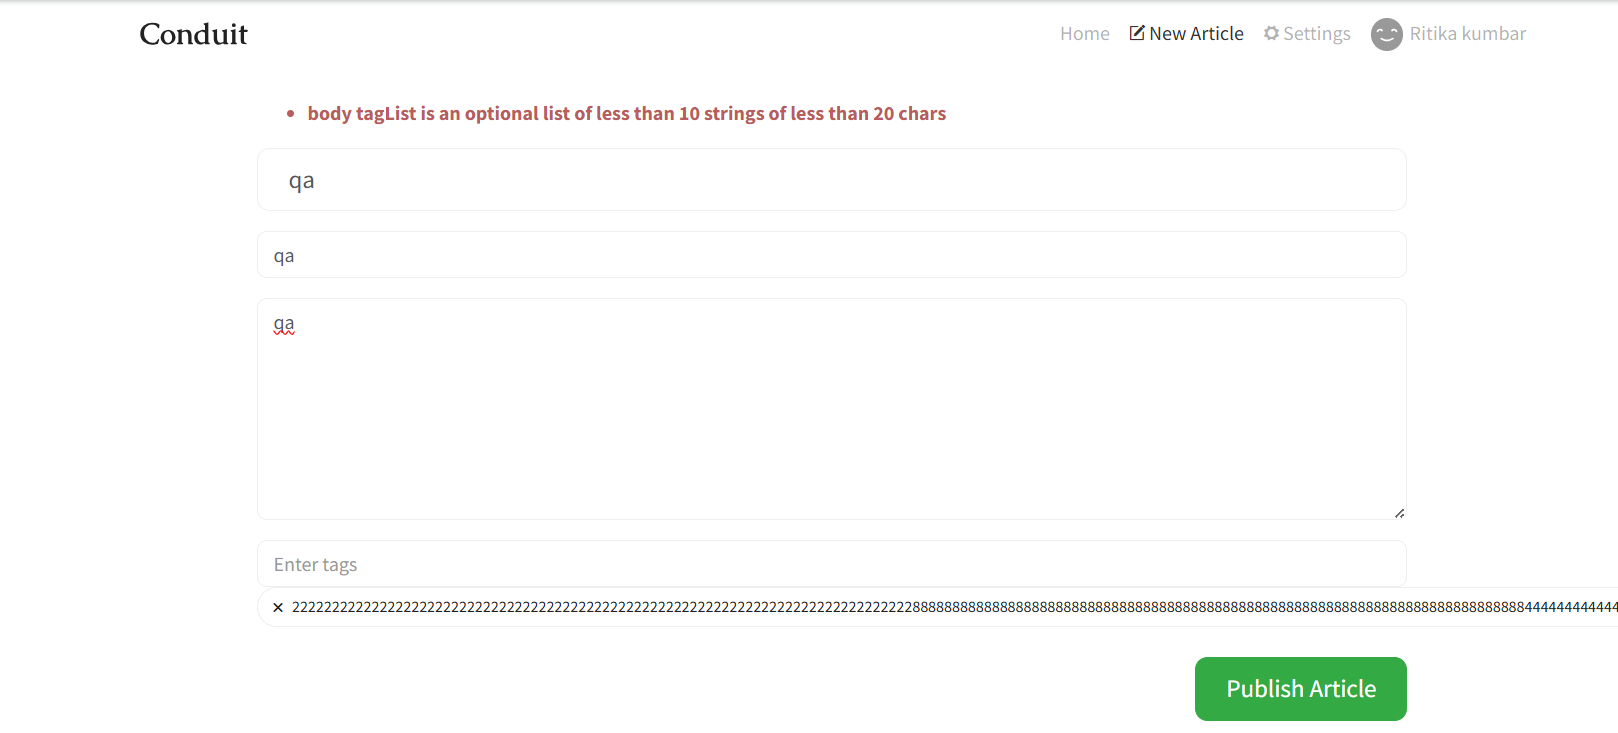 Conduit
Home New Article Settings Ritika kumbar
• body tagList is an optional list of less than 10 strings of less than 20 chars
qa
qa
qa
Enter tags
Publish Article